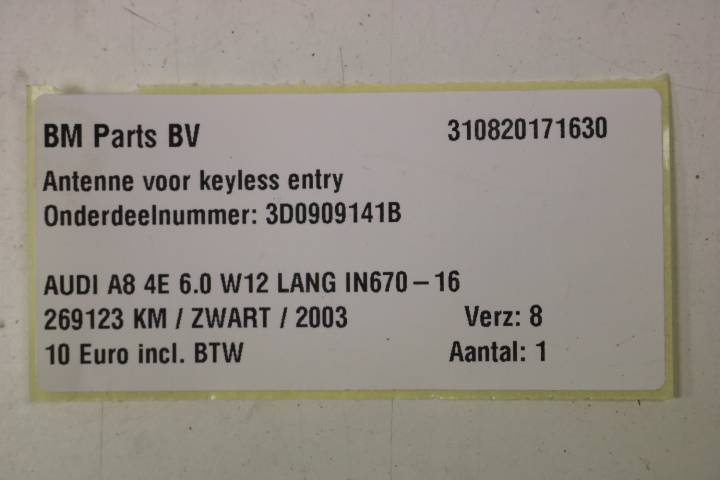 BM Parts BV 310820171630
Antenne voor keyless entry
Onderdeelnummer: 3D0909141B
AUDI A8 4E 6.0 W12 LANG IN670-16
269123 KM / ZWART / 2003 Verz: 8
10 Euro incl. BTW Aantal: 1